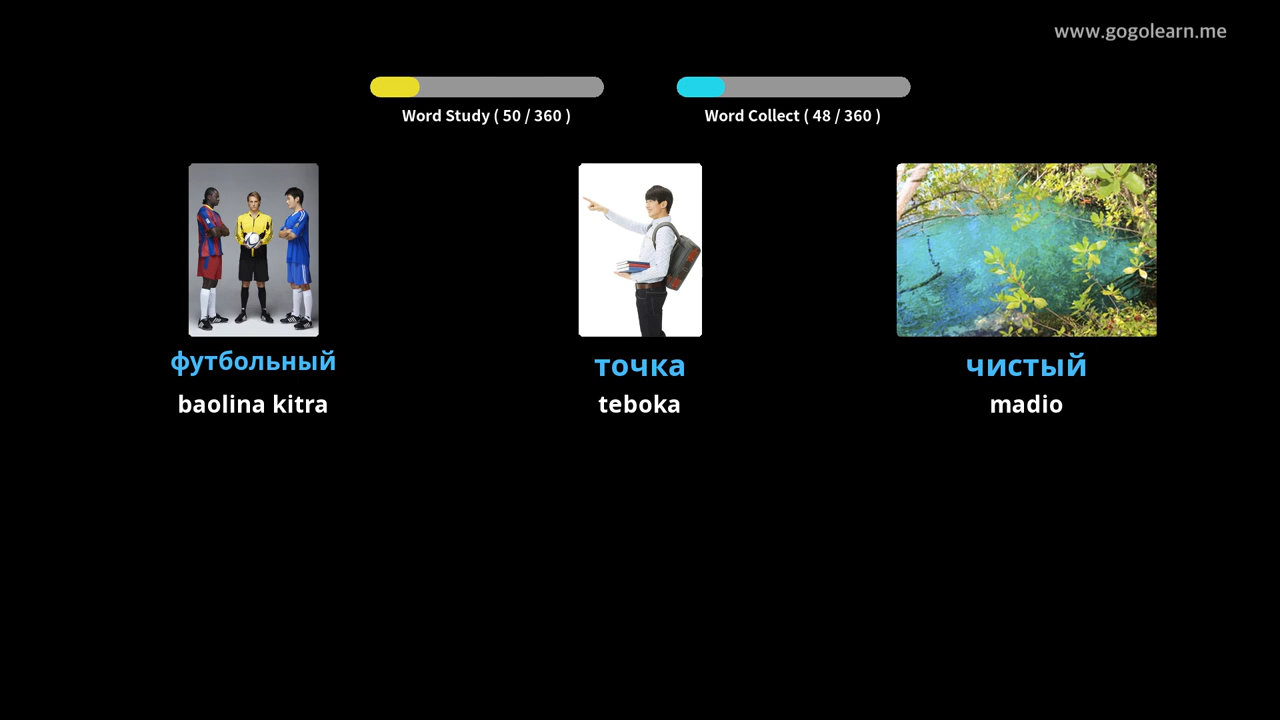 www.gogolearn.me
Word Study ( 50 / 360 )
Word Collect ( 48 / 360 )
футбольный
baolina kitra
точка
teboka
чистый
madio